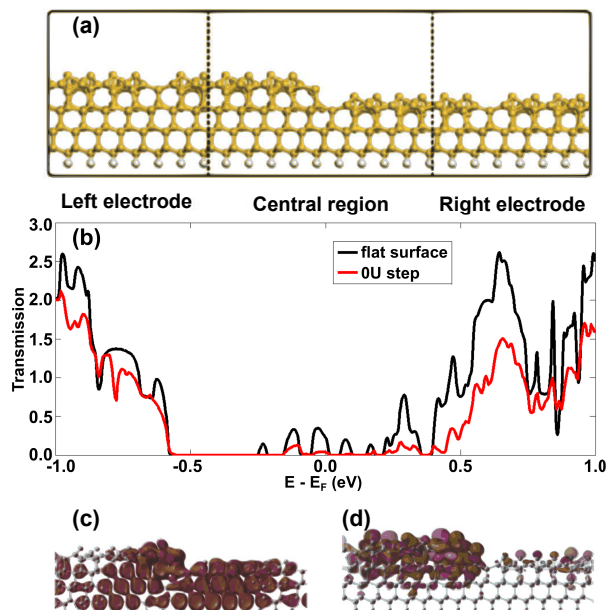 (a)
Left electrode Central region Right electrode
(b)
3.0
2.5
2.0
1.5
1.0
0.5
0.0
Transmission
flat surface
0U step
-1.0 -0.5 0.0 0.5 1.0
E - E_F (eV)
(c) (d)